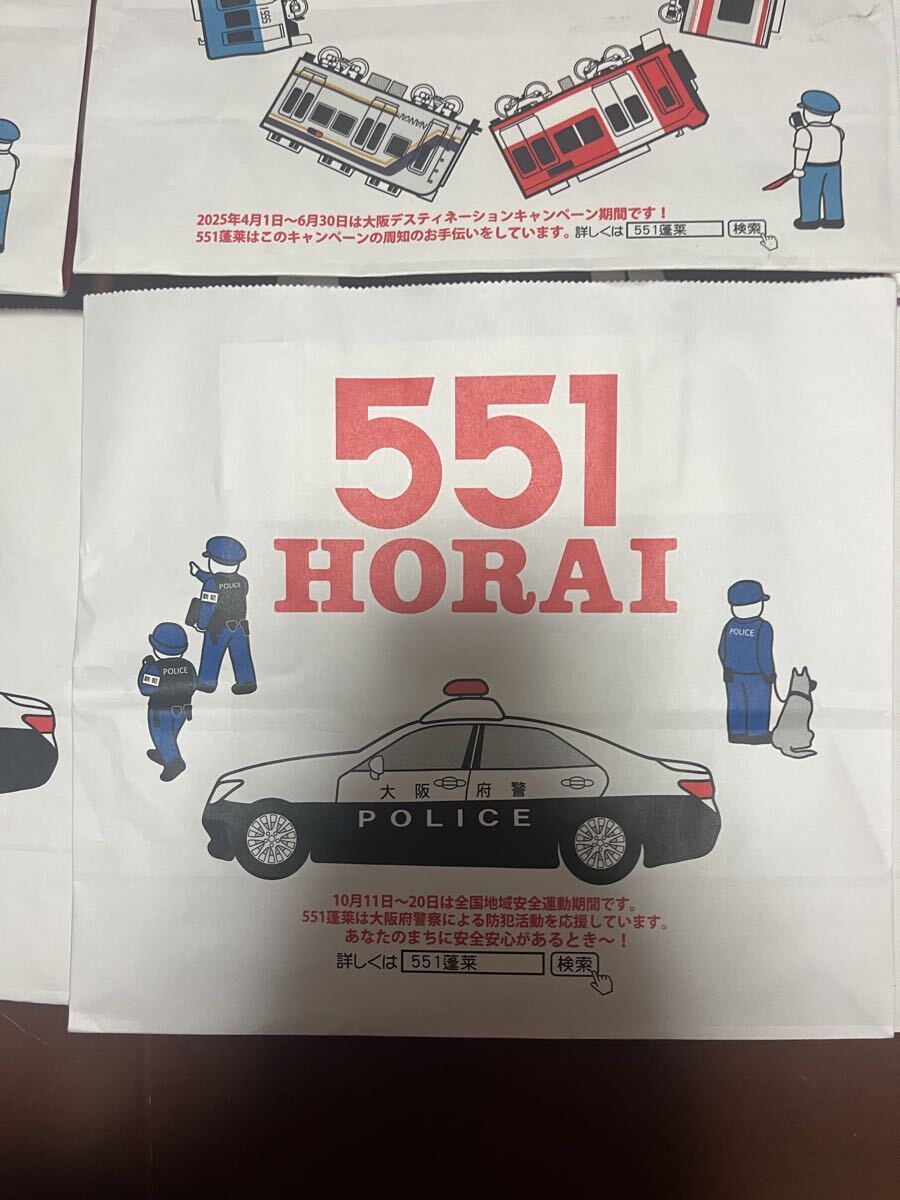 5551
NANKAI
2025年4月1日～6月30日は大阪デスティネーションキャンペーン期間です！
551蓬莱はこのキャンペーンの周知のお手伝いをしています。詳しくは 551蓬莱 検索
551
HORAI
POLICE
防犯
POLICE
防犯
POLICE
大阪府警
POLICE
10月11日～20日は全国地域安全運動期間です。
551蓬莱は大阪府警察による防犯活動を応援しています。
あなたのまちに安全安心があるとき～！
詳しくは 551蓬莱 検索